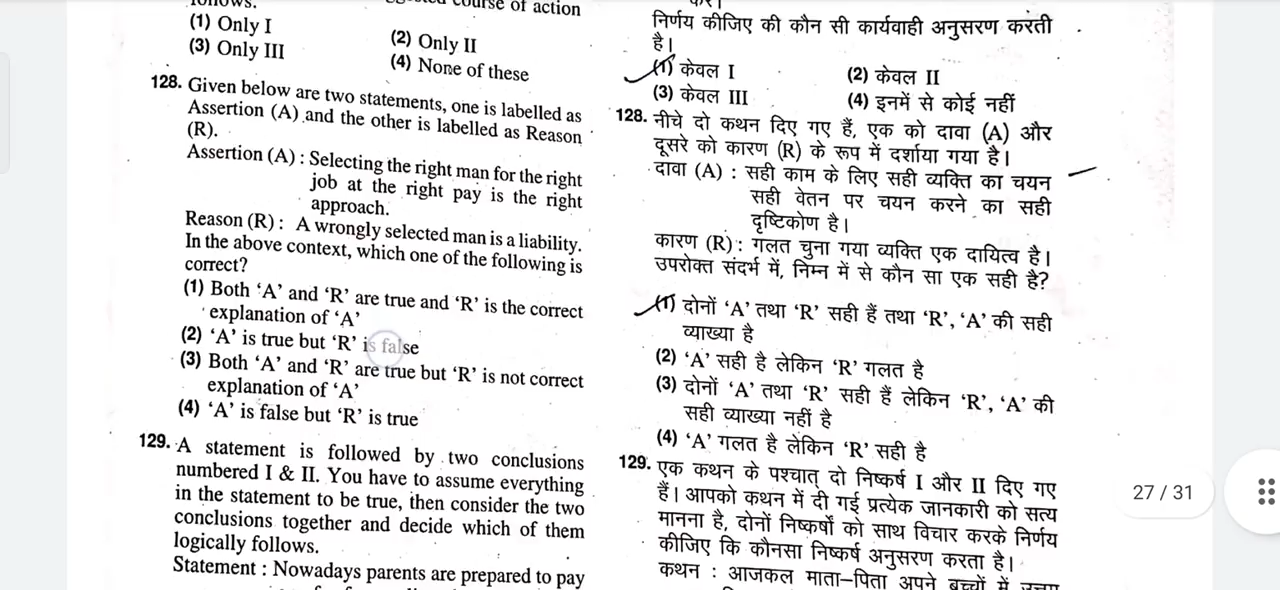 course of action
(1) Only I
(2) Only II
(3) Only III
(4) None of these
128. Given below are two statements, one is labelled as
Assertion (A) and the other is labelled as Reason
(R).
Assertion (A) : Selecting the right man for the right
job at the right pay is the right
approach.
Reason (R) : A wrongly selected man is a liability.
In the above context, which one of the following is
correct?
(1) Both ‘A’ and ‘R’ are true and ‘R’ is the correct
explanation of ‘A’
(2) ‘A’ is true but ‘R’ is false
(3) Both ‘A’ and ‘R’ are true but ‘R’ is not correct
explanation of ‘A’
(4) ‘A’ is false but ‘R’ is true
129. A statement is followed by two conclusions
numbered I & II. You have to assume everything
in the statement to be true, then consider the two
conclusions together and decide which of them
logically follows.
Statement : Nowadays parents are prepared to pay
निर्णय कीजिए की कौन सी कार्यवाही अनुसरण करती
है।
(1) केवल I
(2) केवल II
(3) केवल III
(4) इनमें से कोई नहीं
128. नीचे दो कथन दिए गए हैं, एक को दावा (A) और
दूसरे को कारण (R) के रूप में दर्शाया गया है।
दावा (A) : सही काम के लिए सही व्यक्ति का चयन
सही वेतन पर चयन करने का सही
दृष्टिकोण है।
कारण (R) : गलत चुना गया व्यक्ति एक दायित्व है।
उपरोक्त संदर्भ में, निम्न में से कौन सा एक सही है?
(1) दोनों ‘A’ तथा ‘R’ सही हैं तथा ‘R’, ‘A’ की सही
व्याख्या है
(2) ‘A’ सही है लेकिन ‘R’ गलत है
(3) दोनों ‘A’ तथा ‘R’ सही हैं लेकिन ‘R’, ‘A’ की
सही व्याख्या नहीं है
(4) ‘A’ गलत है लेकिन ‘R’ सही है
129. एक कथन के पश्चात् दो निष्कर्ष I और II दिए गए
हैं। आपको कथन में दी गई प्रत्येक जानकारी को सत्य
मानना है, दोनों निष्कर्षों को साथ विचार करके निर्णय
कीजिए कि कौनसा निष्कर्ष अनुसरण करता है।
कथन : आजकल माता-पिता अपने बच्चों में
27 / 31